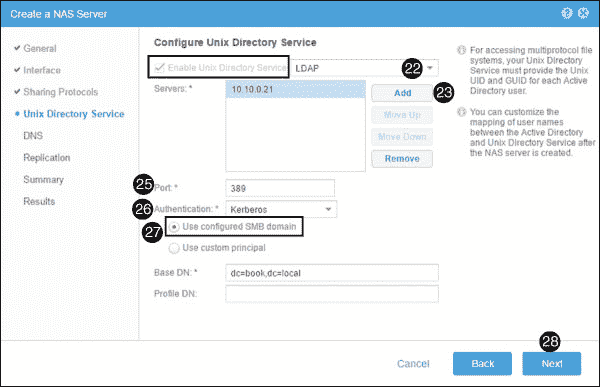 Create a NAS Server
General
Interface
Sharing Protocols
Unix Directory Service
DNS
Replication
Summary
Results
Configure Unix Directory Service
Enable Unix Directory Service
LDAP
22
Servers: *
10.10.0.21
Add
23
Move Up
Move Down
Remove
25
Port: *
389
26
Authentication: *
Kerberos
27
Use configured SMB domain
Use custom principal
Base DN: *
dc=book,dc=local
Profile DN:
For accessing multiprotocol file
systems, your Unix Directory
Service must provide the Unix
UID and GUID for each Active
Directory user.
You can customize the
mapping of user names
between the Active Directory
and Unix Directory Service after
the NAS server is created.
28
Cancel
Back
Next